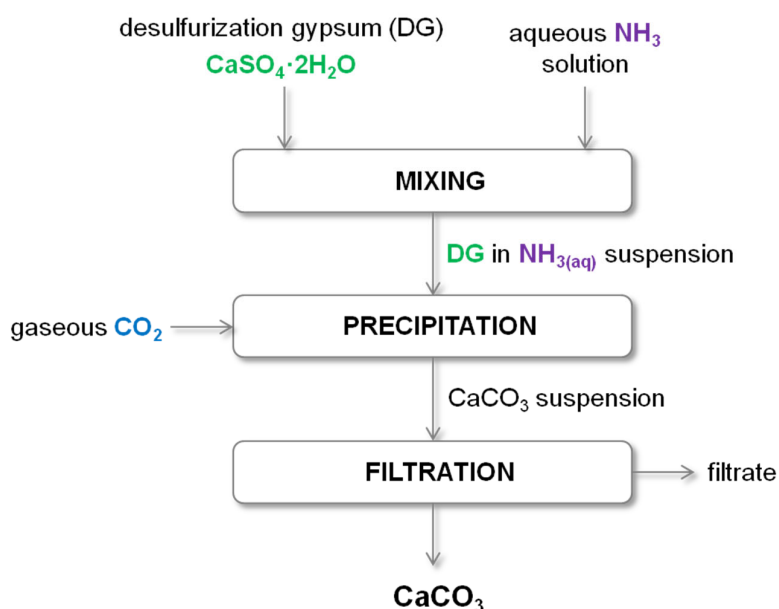 desulfurization gypsum (DG)
CaSO₄·2H₂O
aqueous NH₃
solution
MIXING
DG in NH₃₍ₐq₎ suspension
gaseous CO₂
PRECIPITATION
CaCO₃ suspension
FILTRATION
filtrate
CaCO₃